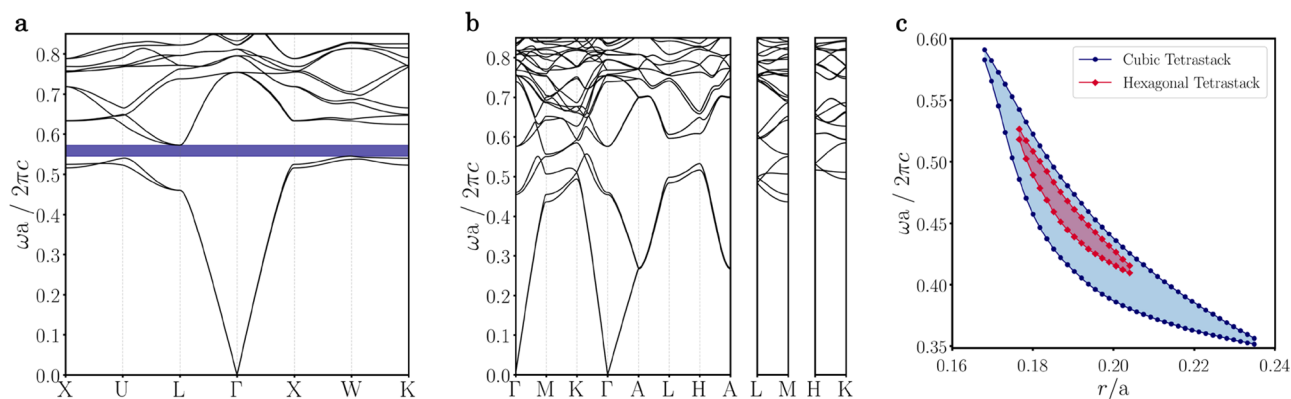 a
ωa / 2πc
0.8
0.7
0.6
0.5
0.4
0.3
0.2
0.1
0.0
X U L Γ X W K
b
ωa / 2πc
0.8
0.7
0.6
0.5
0.4
0.3
0.2
0.1
0.0
Γ M K Γ A L H A L M H K
c
ωa / 2πc
0.60
0.55
0.50
0.45
0.40
0.35
Cubic Tetrastack
Hexagonal Tetrastack
0.16 0.18 0.20 0.22 0.24
r/a